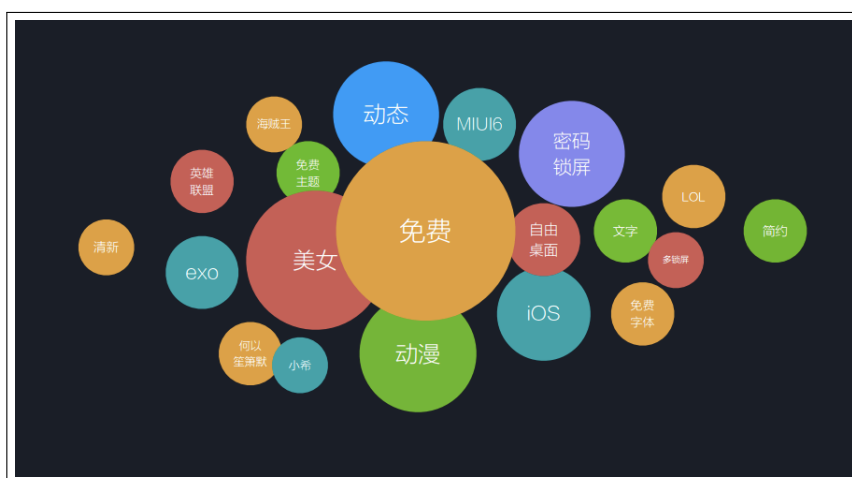 动态
海贼王
MIUI6
密码
锁屏
免费
主题
英雄
联盟
LOL
免费
自由
桌面
文字
简约
清新
美女
多锁屏
exo
iOS
免费
字体
何以
笙箫默
小希
动漫